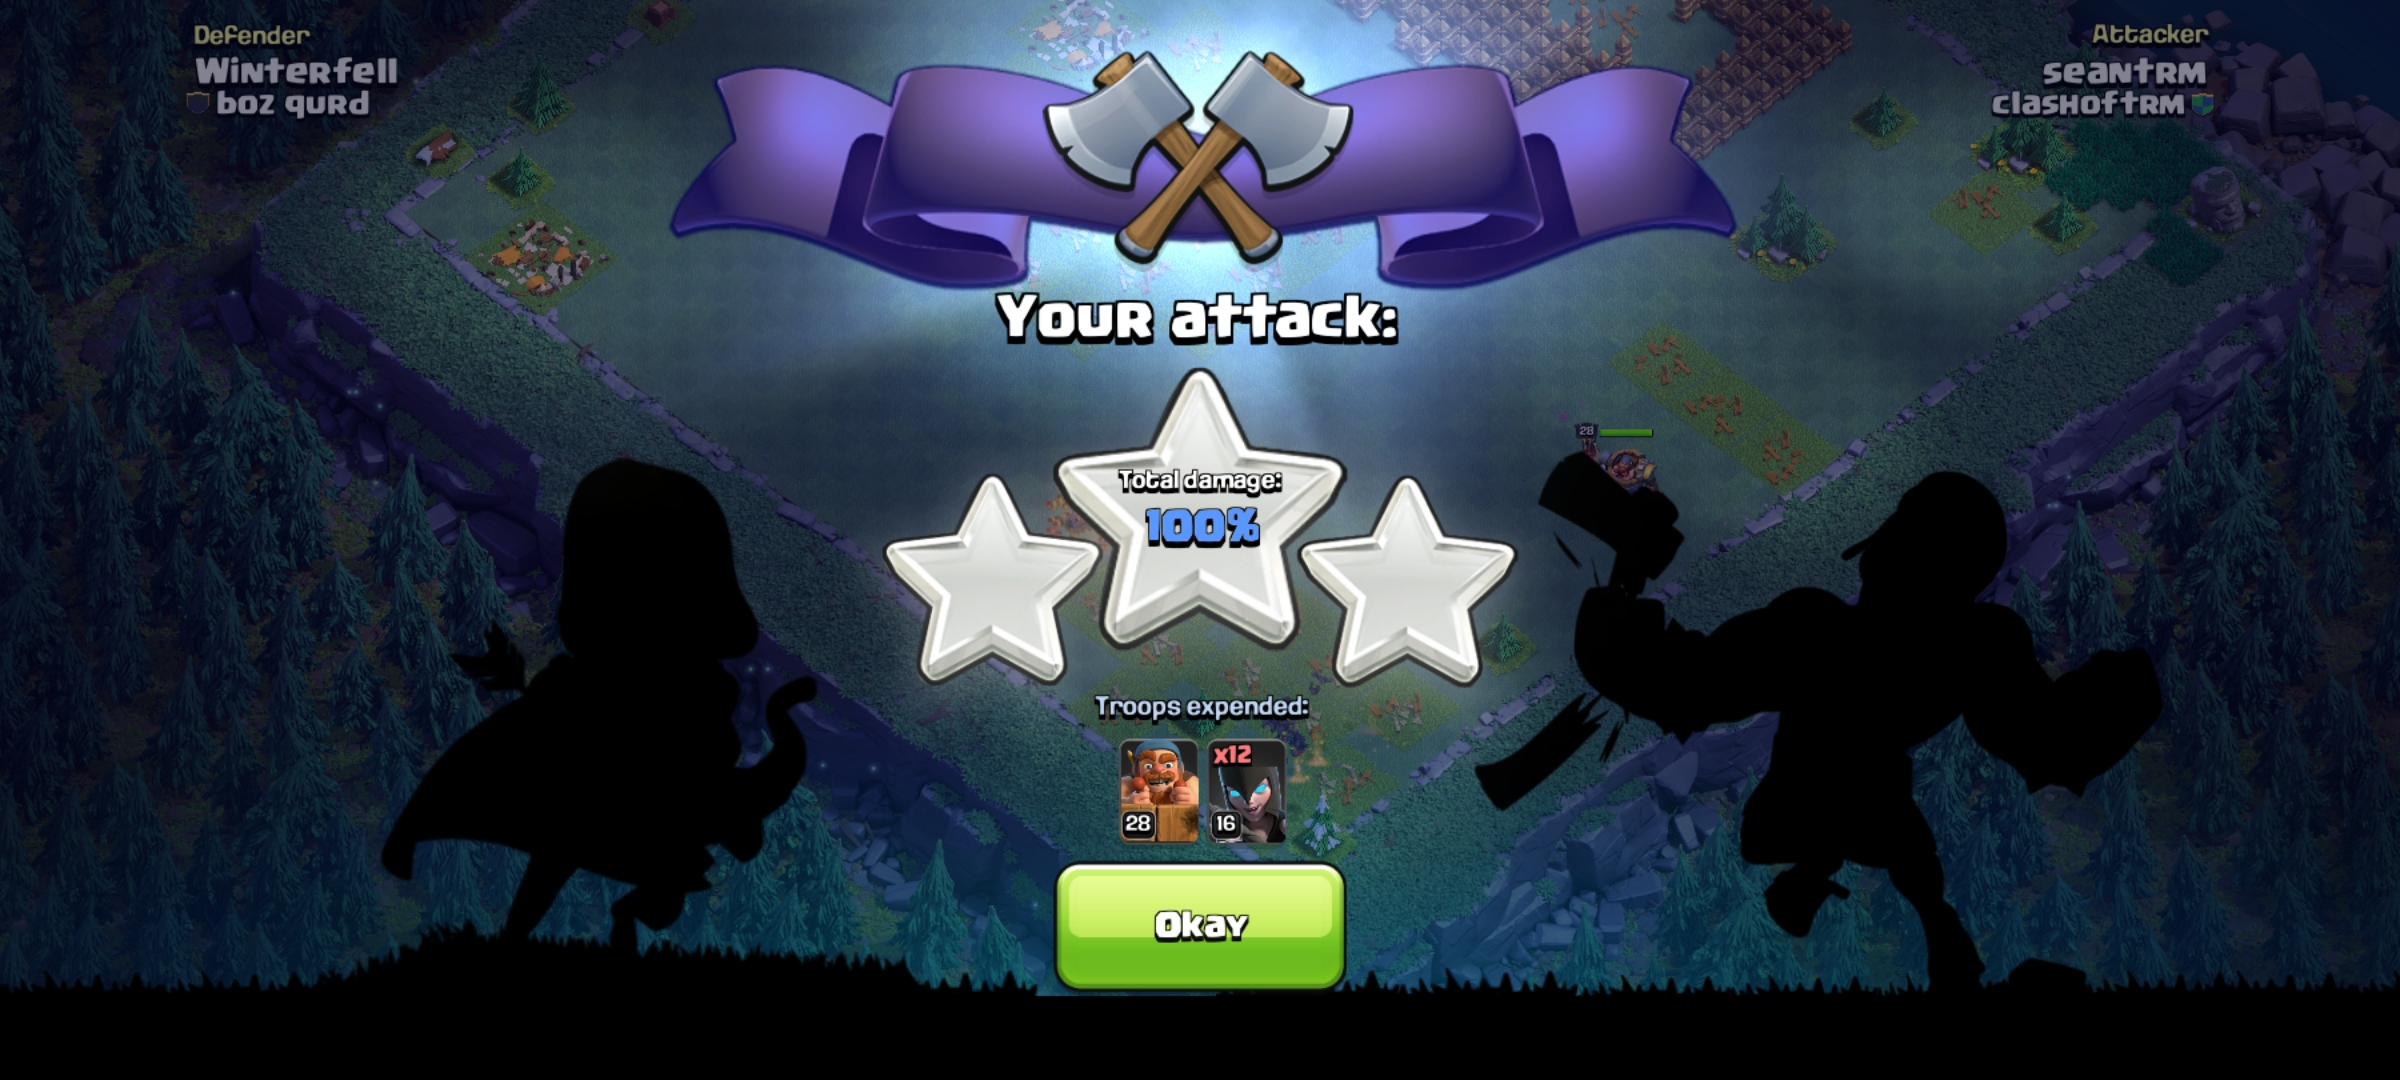 Defender
Winterfell
boz qurd
Attacker
seantrm
clashoftrm
Your attack:
Total damage:
100%
28
Troops expended:
x12
28
16
Okay